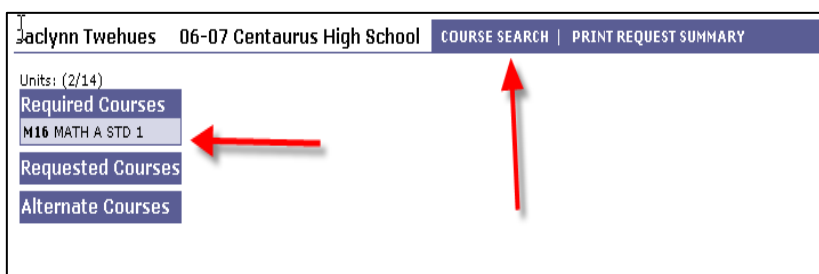 Jaclynn Twehues 06-07 Centaurus High School COURSE SEARCH | PRINT REQUEST SUMMARY
Units: (2/14)
Required Courses
M16 MATH A STD 1
Requested Courses
Alternate Courses